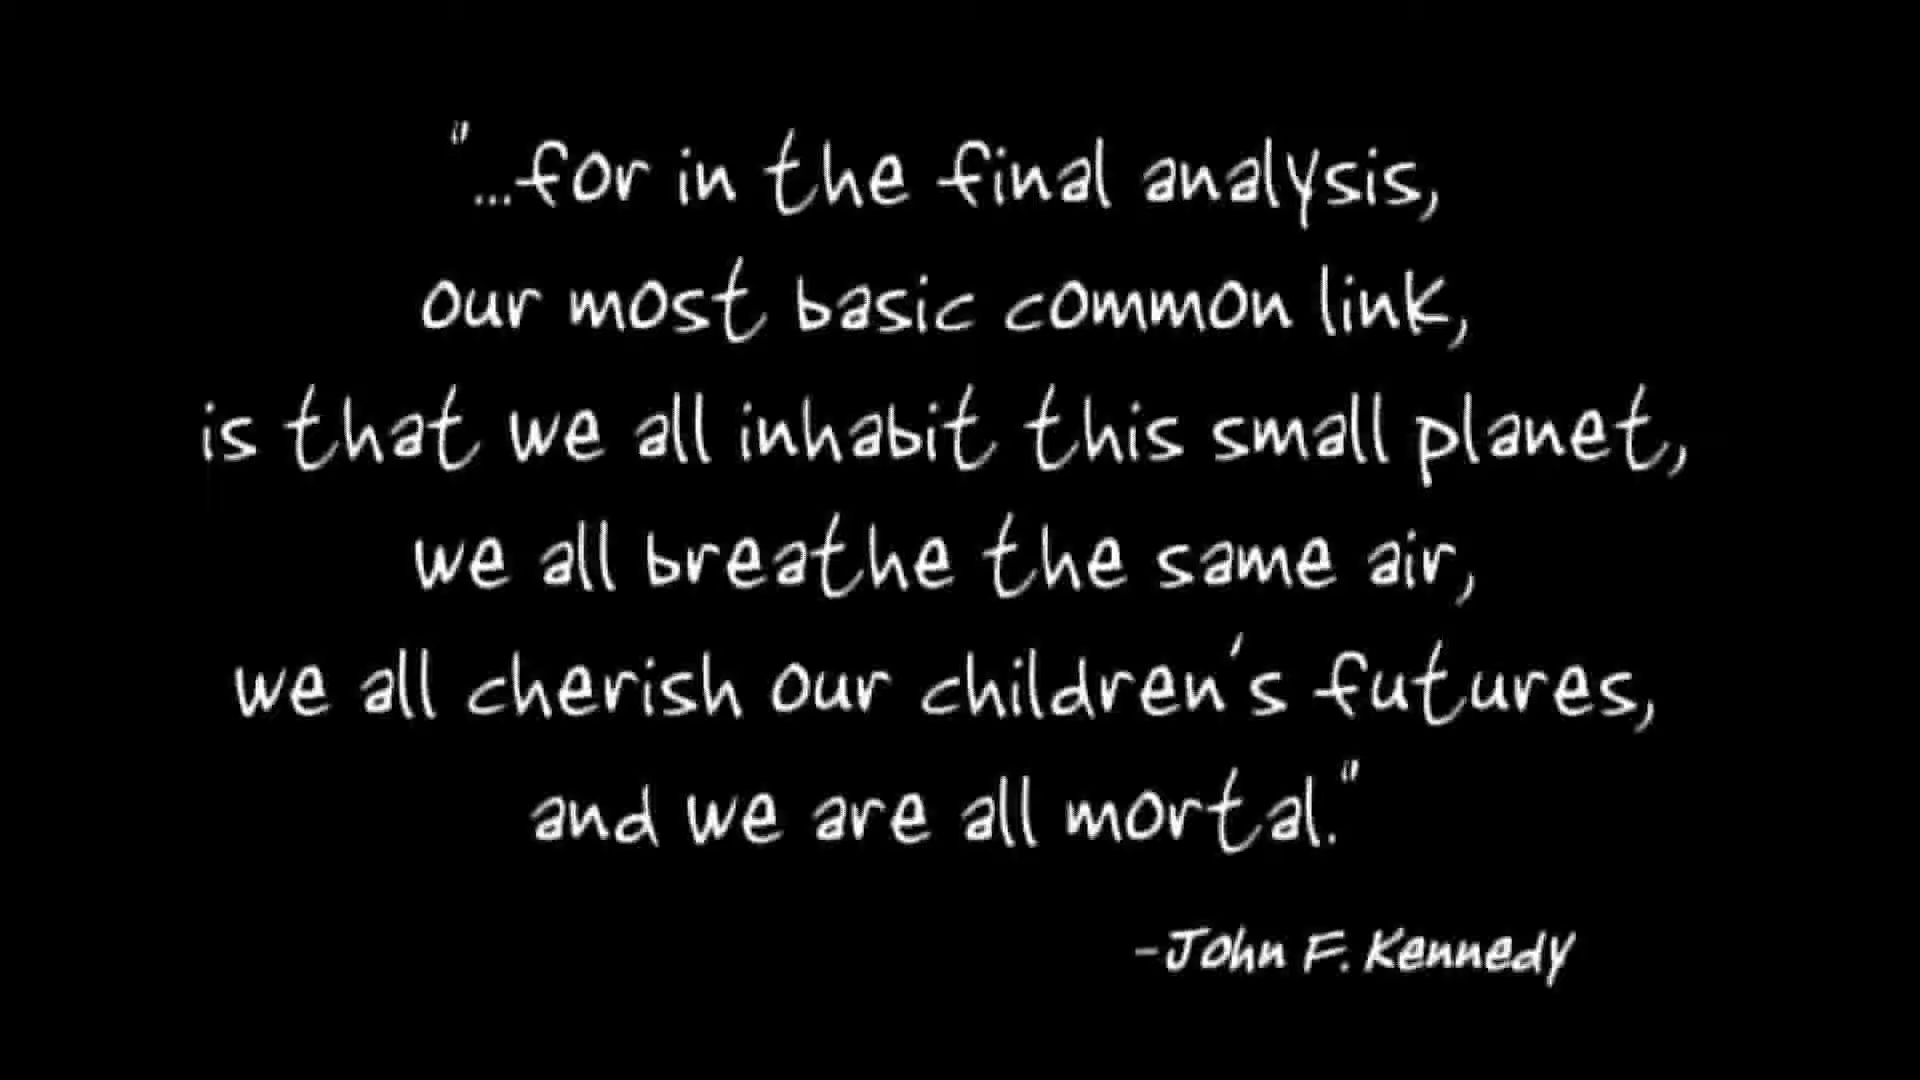 "...for in the final analysis,
our most basic common link,
is that we all inhabit this small planet,
we all breathe the same air,
we all cherish our children's futures,
and we are all mortal."
-John F. Kennedy